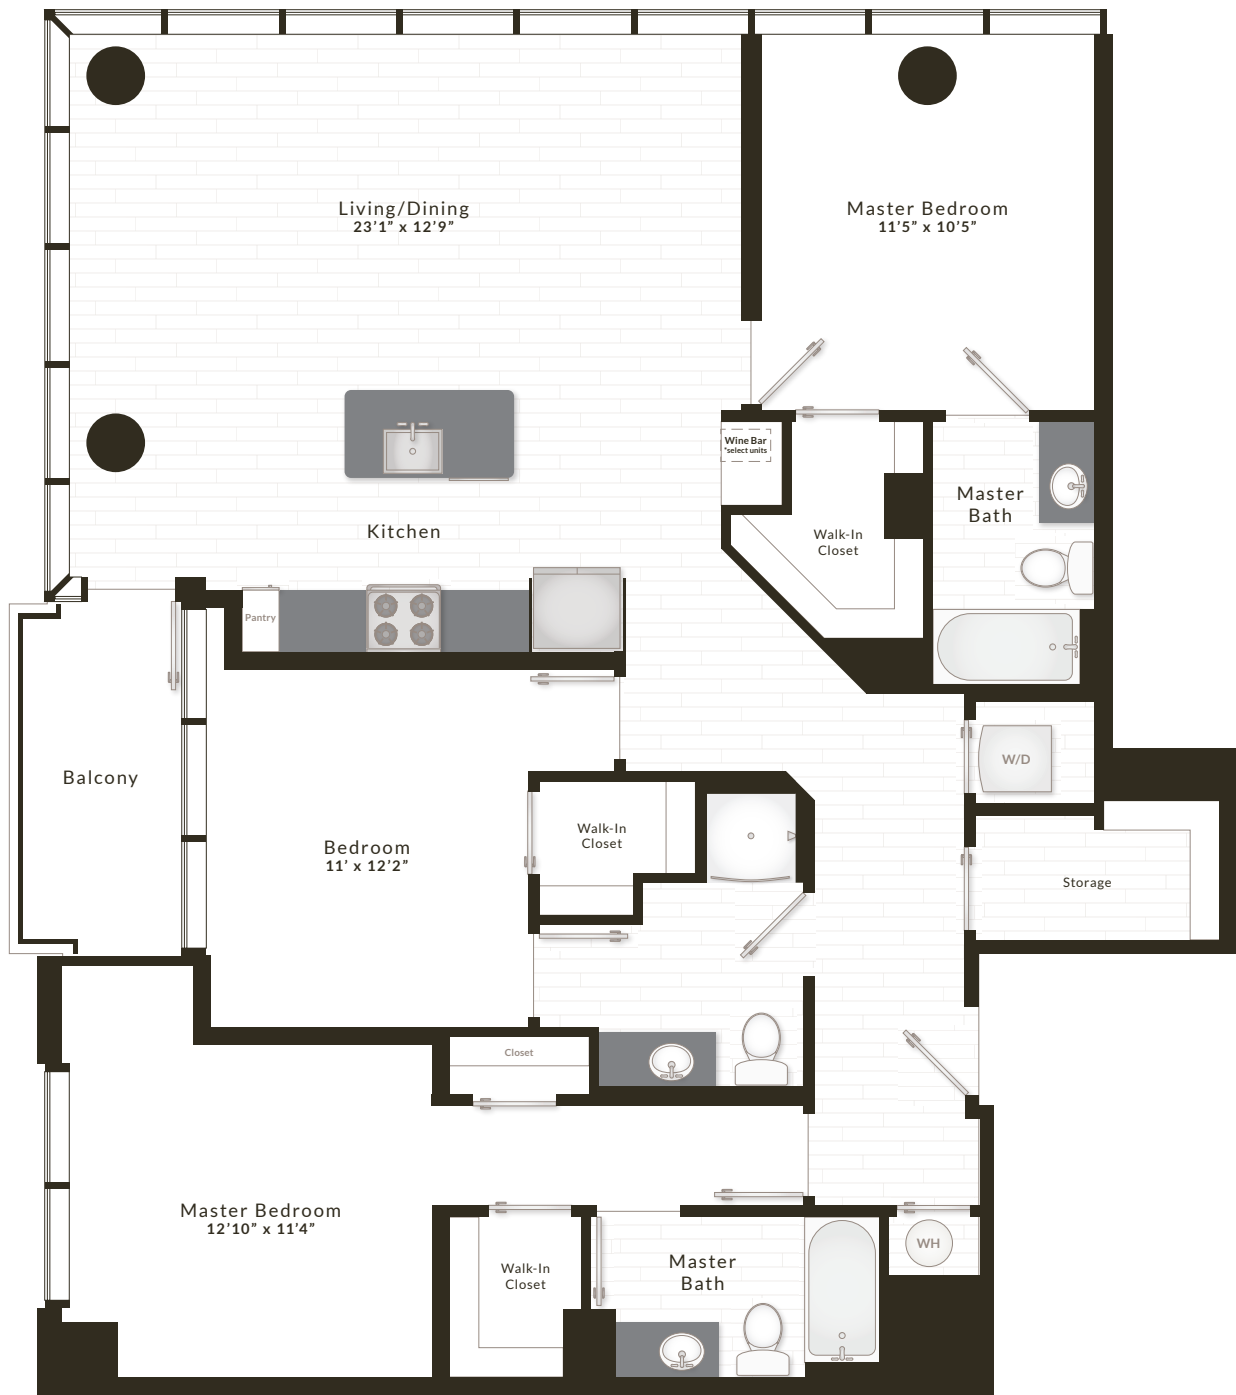 Living/Dining
23’1” x 12’9”
Master Bedroom
11’5” x 10’5”
Wine Bar
*select units
Master
Bath
Kitchen
Walk-In
Closet
Pantry
W/D
Balcony
Walk-In
Closet
Bedroom
11’ x 12’2”
Storage
Closet
Master Bedroom
12’10” x 11’4”
Walk-In
Closet
Master
Bath
WH